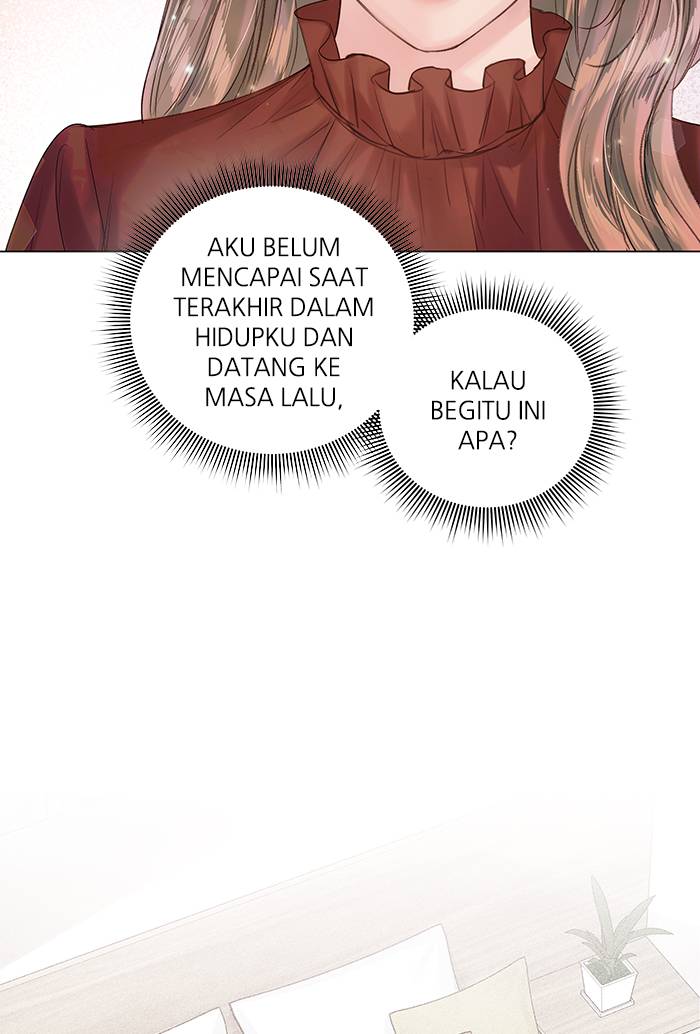 AKU BELUM
MENCAPAI SAAT
TERAKHIR DALAM
HIDUPKU DAN
DATANG KE
MASA LALU,
KALAU
BEGITU INI
APA?